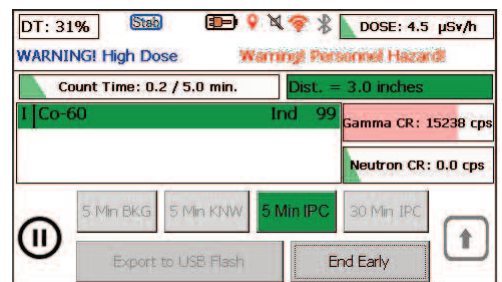 DT: 31% Stab DOSE: 4.5 µSv/h
WARNING! High Dose Warning! Personnel Hazard!
Count Time: 0.2 / 5.0 min. Dist. = 3.0 inches
I Co-60 Ind 99 Gamma CR: 15238 cps
Neutron CR: 0.0 cps
5 Min BKG 5 Min KNW 5 Min IPC 30 Min IPC
Export to USB Flash End Early